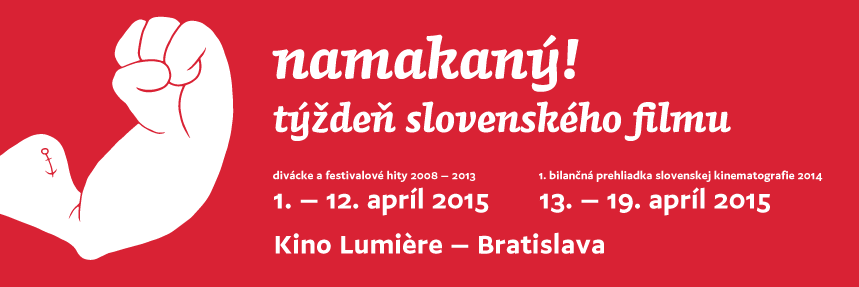 namakaný!
týždeň slovenského filmu
divácke a festivalové hity 2008 – 2013
1. – 12. apríl 2015
1. bilančná prehliadka slovenskej kinematografie 2014
13. – 19. apríl 2015
Kino Lumière – Bratislava